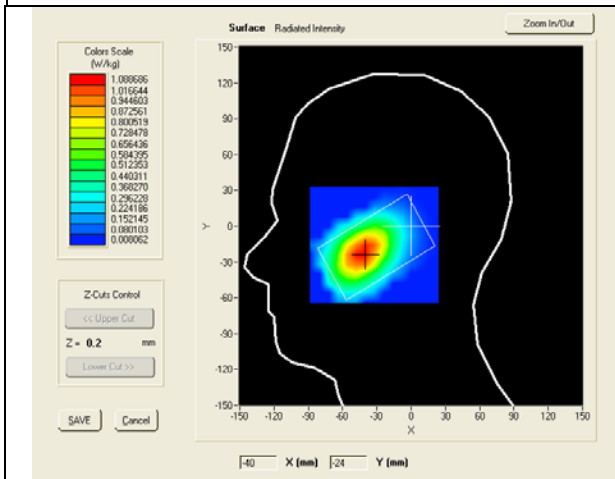 Surface Radiated Intensity
Zoom In/Out
Colors Scale
(W/kg)
1.088686
1.016644
0.944603
0.872561
0.800519
0.728478
0.656436
0.584395
0.512353
0.440311
0.368270
0.296228
0.224186
0.152145
0.080103
0.008062
Z-Cuts Control
<< Upper Cut
Z = 0.2 mm
Lower Cut >>
SAVE Cancel
150-
120-
90-
60-
30-
0-
-30-
-60-
-90-
-120-
-150-
Y
-150 -120 -90 -60 -30 0 30 60 90 120 150
X
-40 X (mm) -24 Y (mm)